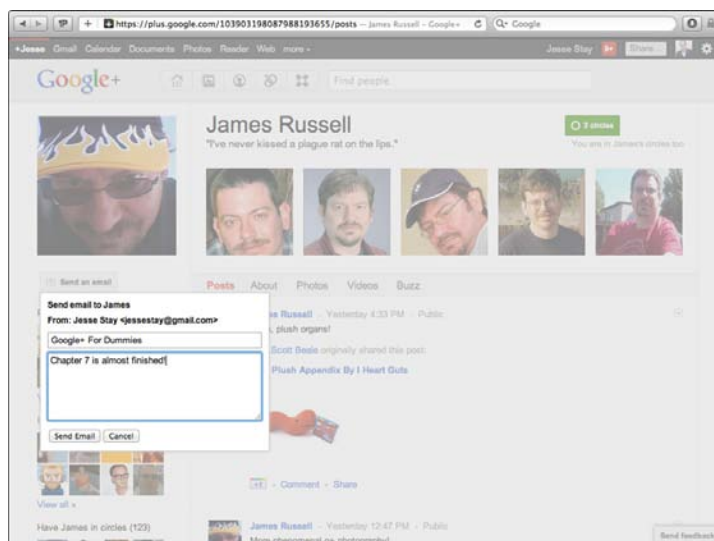 https://plus.google.com/103903198087988193655/posts — James Russell – Google+
Google
+Jesse Gmail Calendar Documents Photos Reader Web more
Jesse Stay
Share...
Google+
Find people
James Russell
"I've never kissed a plague rat on the lips."
3 circles
You are in James's circles too
Send an email
Posts About Photos Videos Buzz
Send email to James
From: Jesse Stay <jessestay@gmail.com>
Google+ For Dummies
Chapter 7 is almost finished!
Send Email Cancel
Russell - Yesterday 4:33 PM - Public
plush organs!
Scott Beale originally shared this post:
Plush Appendix By I Heart Guts
+1 - Comment - Share
View all »
Have James in circles (123)
James Russell - Yesterday 12:47 PM - Public
Send feedback